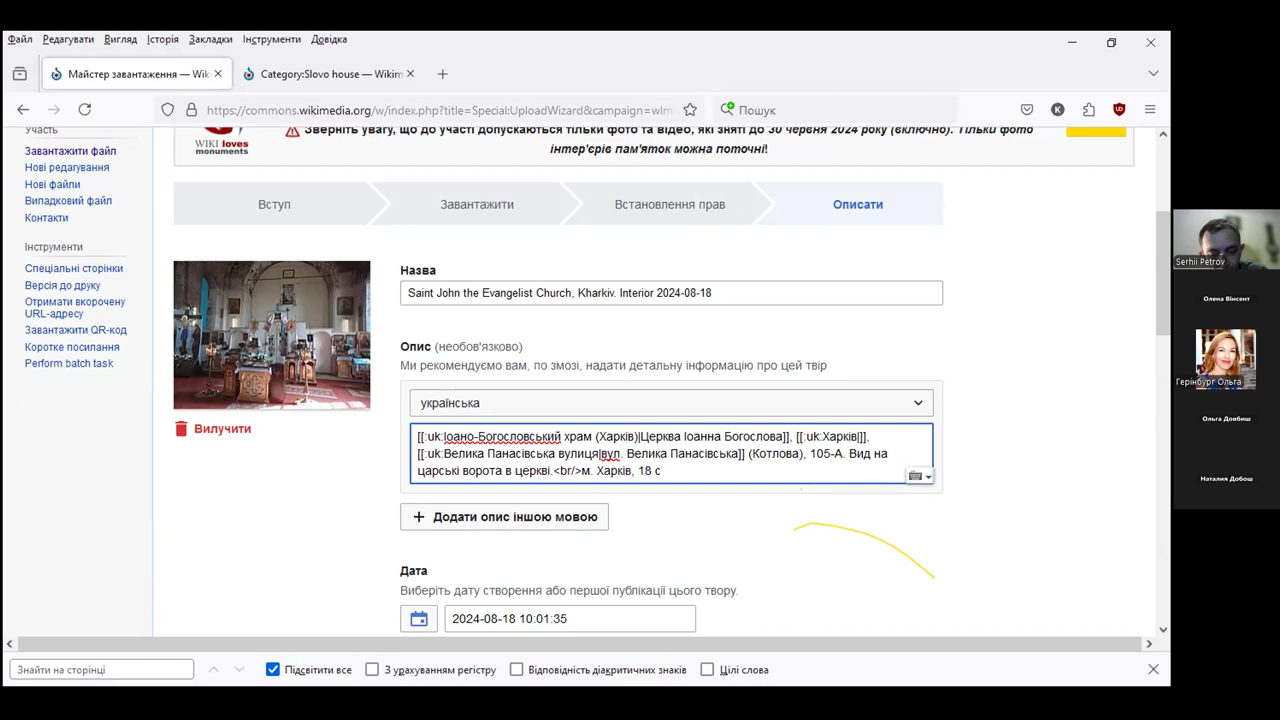 Файл Редагувати Вигляд Історія Закладки Інструменти Довідка
Майстер завантаження — Wiki
Category:Slovo house — Wikim
https://commons.wikimedia.org/w/index.php?title=Special:UploadWizard&campaign=wlm
Пошук
Участь
Завантажити файл
Нові редагування
Нові файли
Випадковий файл
Контакти
Інструменти
Спеціальні сторінки
Версія до друку
Отримати вкорочену
URL-адресу
Завантажити QR-код
Коротке посилання
Perform batch task
WIKI loves
monuments
Зверніть увагу, що до участі допускаються тільки фото та відео, які зняті до 30 червня 2024 року (включно). Тільки фото
інтер'єрів пам'яток можна поточні!
Вступ
Завантажити
Встановлення прав
Описати
Вилучити
Назва
Saint John the Evangelist Church, Kharkiv. Interior 2024-08-18
Опис (необов'язково)
Ми рекомендуємо вам, по змозі, надати детальну інформацію про цей твір
українська
[[:uk:Іоано-Богословський храм (Харків)|Церква Іоанна Богослова]], [[:uk:Харків|]],
[[:uk:Велика Панасівська вулиця|вул. Велика Панасівська]] (Котлова), 105-А. Вид на
царські ворота в церкві.<br/>м. Харків, 18 с
+ Додати опис іншою мовою
Дата
Виберіть дату створення або першої публікації цього твору.
2024-08-18 10:01:35
Знайти на сторінці
Підсвітити все
З урахуванням регістру
Відповідність діакритичних знаків
Цілі слова
Serhii Petrov
Олена Вінсент
Герінбург Ольга
Ольга Довбиш
Наталия Добош